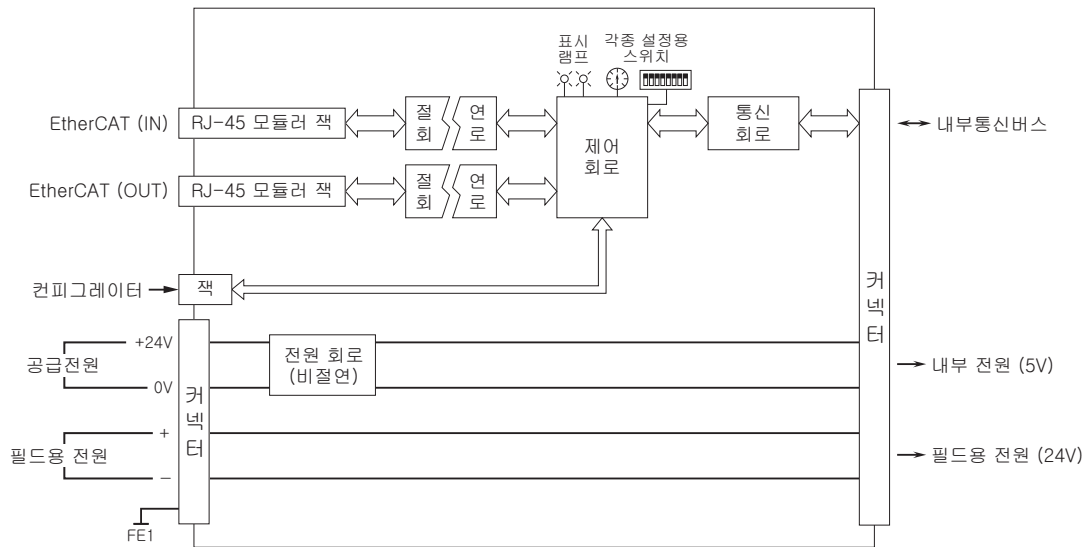 표시
램프
각종 설정용
스위치
EtherCAT (IN)
RJ-45 모듈러 잭
절 연
회 로
제어
회로
통신
회로
내부통신버스
EtherCAT (OUT)
RJ-45 모듈러 잭
절 연
회 로
컨피그레이터
잭
커넥터
공급전원
+24V
0V
전원 회로
(비절연)
커넥터
내부 전원 (5V)
필드용 전원
+
−
필드용 전원 (24V)
FE1